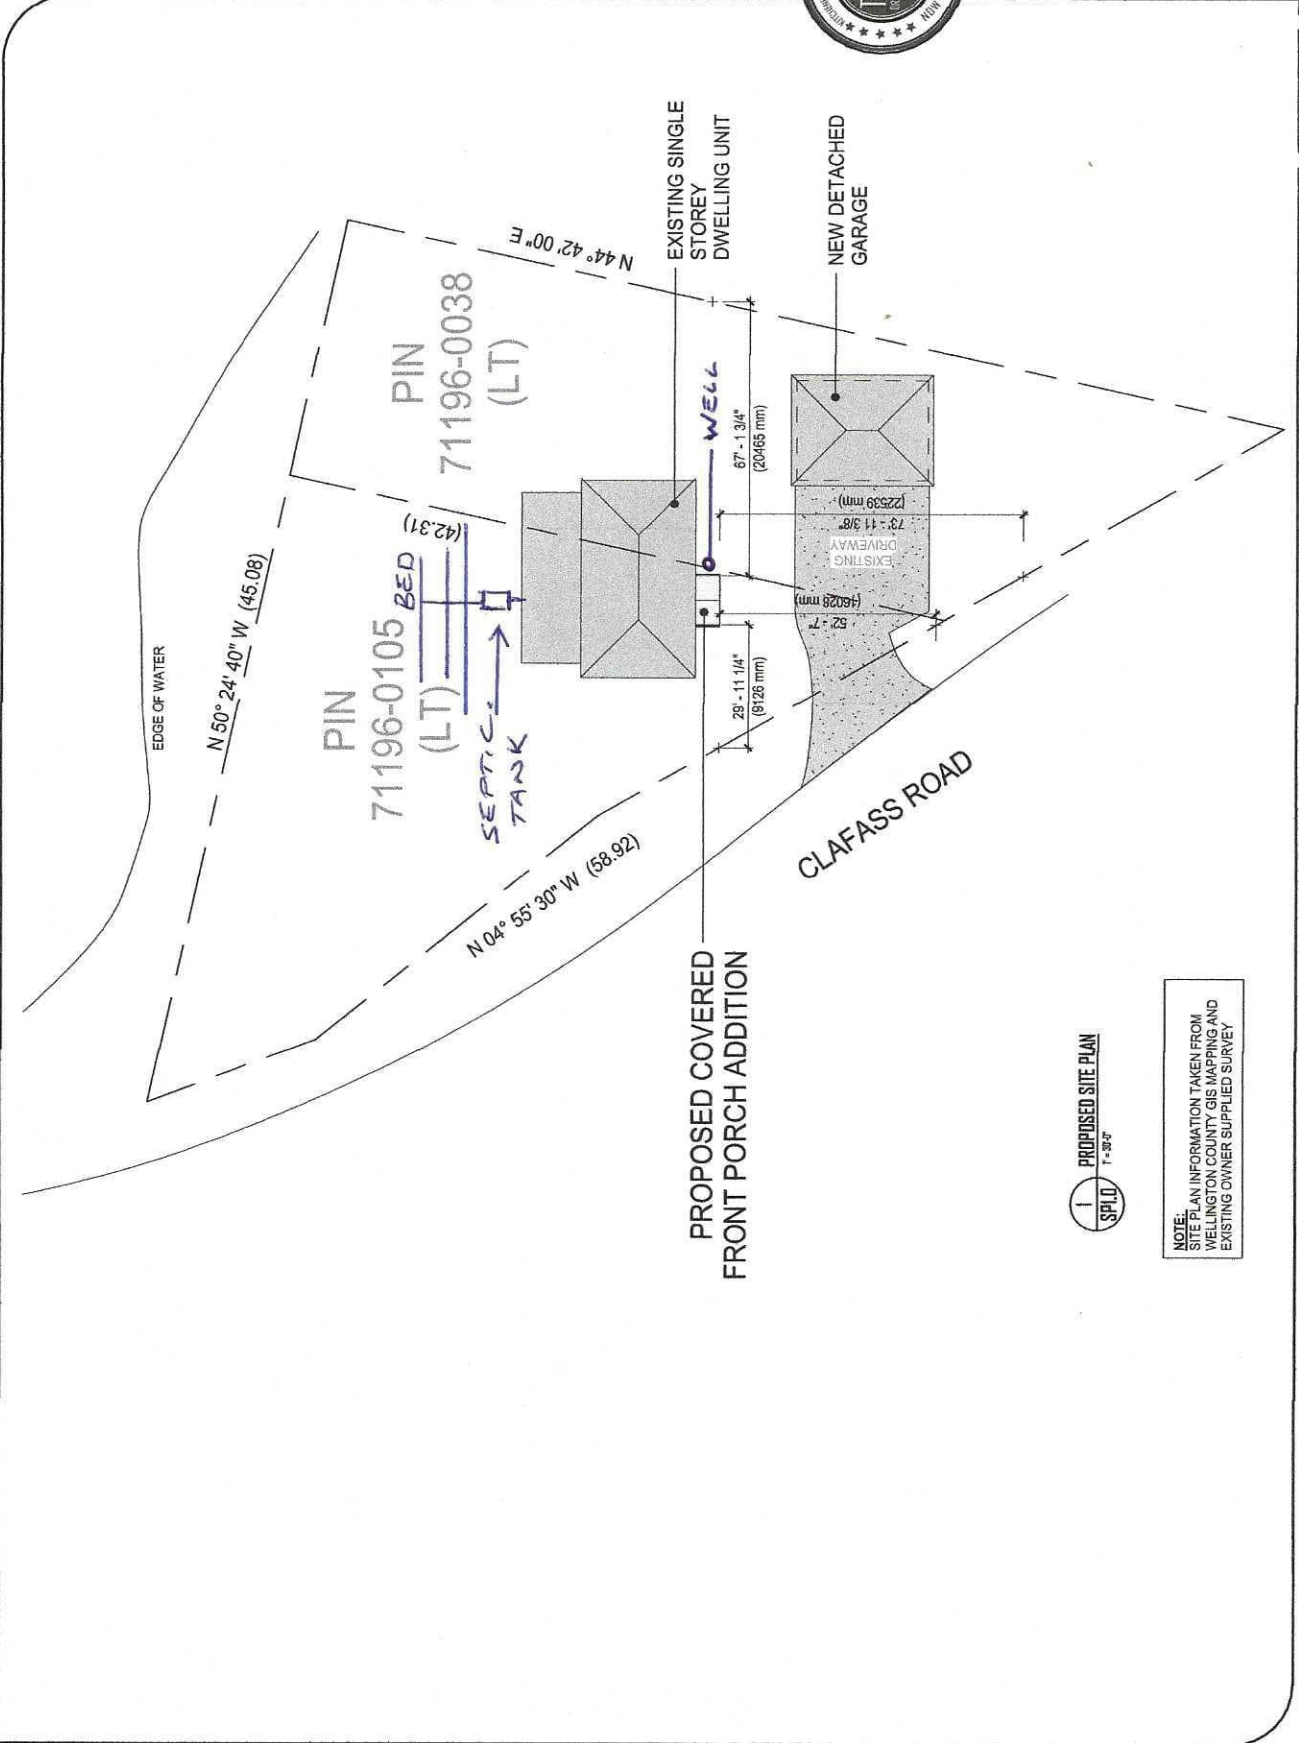 EDGE OF WATER
N 50° 24' 40" W (45.08)
PIN
71196-0105
(LT)
PIN
71196-0038
(LT)
(42.31)
N 44° 42' 00" E
BED
SEPTIC
TANK
WELL
EXISTING SINGLE
STOREY
DWELLING UNIT
NEW DETACHED
GARAGE
67' - 1 3/4"
(20465 mm)
73' - 11 3/8"
(22539 mm)
EXISTING
DRIVEWAY
52' - 7"
(16028 mm)
29' - 11 1/4"
(9126 mm)
N 04° 55' 30" W (58.92)
CLAFASS ROAD
PROPOSED COVERED
FRONT PORCH ADDITION
1
SP1.0
PROPOSED SITE PLAN
1" = 30'-0"
NOTE:
SITE PLAN INFORMATION TAKEN FROM
WELLINGTON COUNTY GIS MAPPING AND
EXISTING OWNER SUPPLIED SURVEY